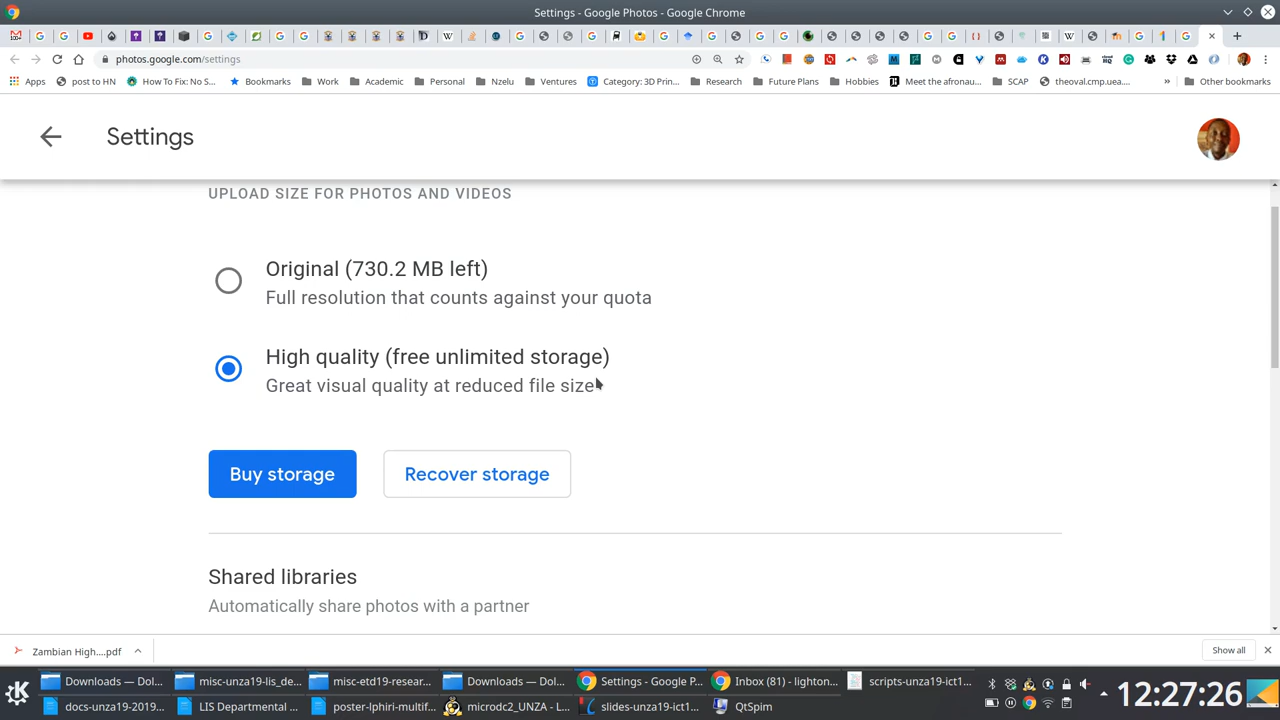 Settings - Google Photos - Google Chrome
photos.google.com/settings
Apps
post to HN
How To Fix: No S...
Bookmarks
Work
Academic
Personal
Nzelu
Ventures
Category: 3D Prin...
Research
Future Plans
Hobbies
Meet the afronau...
SCAP
theoval.cmp.uea....
»
Other bookmarks
Settings
UPLOAD SIZE FOR PHOTOS AND VIDEOS
Original (730.2 MB left)
Full resolution that counts against your quota
High quality (free unlimited storage)
Great visual quality at reduced file size
Buy storage
Recover storage
Shared libraries
Automatically share photos with a partner
Zambian High....pdf
Show all
Downloads — Dol...
misc-unza19-lis_de...
misc-etd19-resear...
Downloads — Dol...
Settings - Google P...
Inbox (81) - lighton...
scripts-unza19-ict1...
docs-unza19-2019...
LIS Departmental ...
poster-lphiri-multif...
microdc2_UNZA - L...
slides-unza19-ict1...
QtSpim
12:27:26